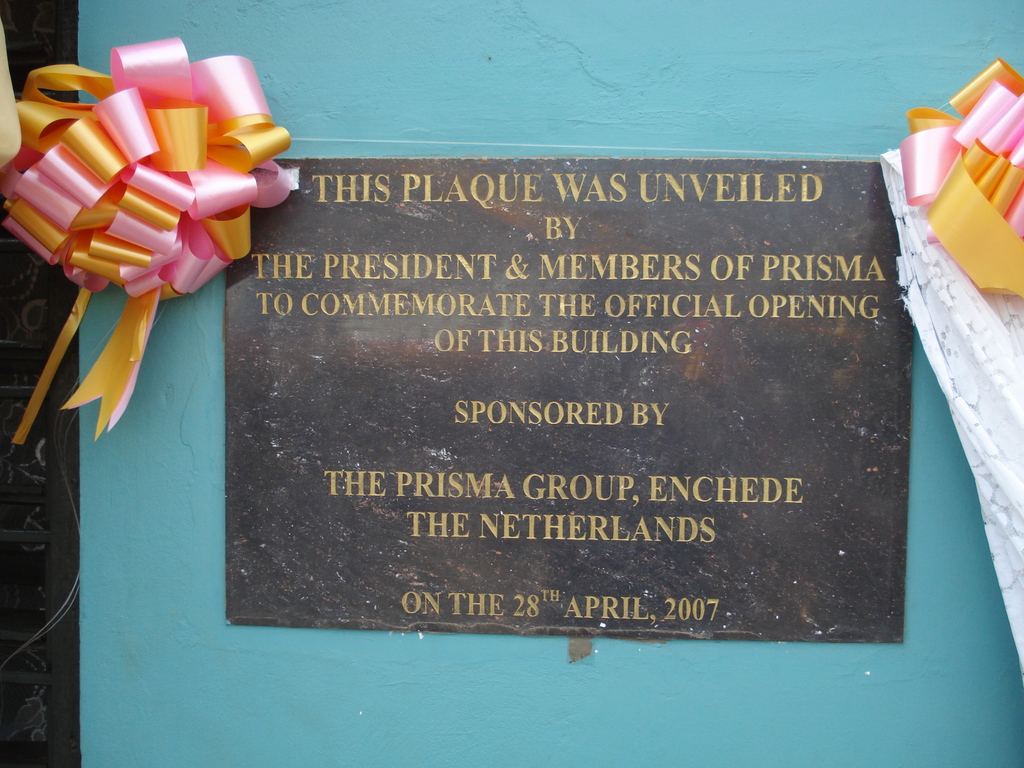 THIS PLAQUE WAS UNVEILED
BY
THE PRESIDENT & MEMBERS OF PRISMA
TO COMMEMORATE THE OFFICIAL OPENING
OF THIS BUILDING
SPONSORED BY
THE PRISMA GROUP, ENCHEDE
THE NETHERLANDS
ON THE 28TH APRIL, 2007